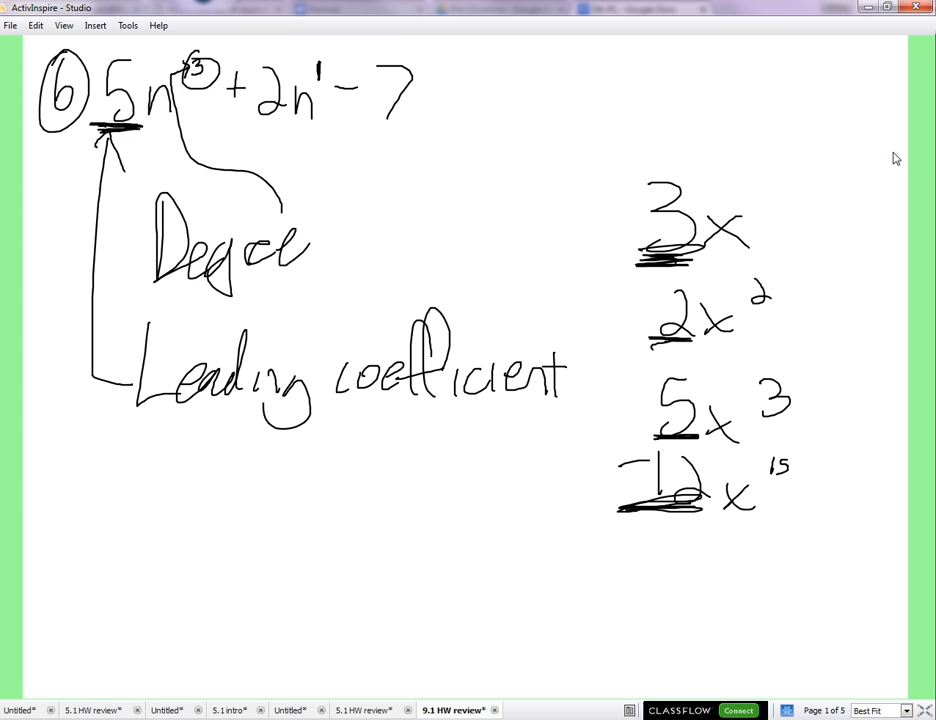 ActivInspire - Studio
File Edit View Insert Tools Help
6 5n³ + 2n¹ - 7
Degree
Leading coefficient
3x
2x²
5x³
-12x¹⁵
CLASSFLOW Connect Page 1 of 5 Best Fit
Untitled* 5.1 HW review* Untitled* 5.1 intro* Untitled* 5.1 HW review* 9.1 HW review*